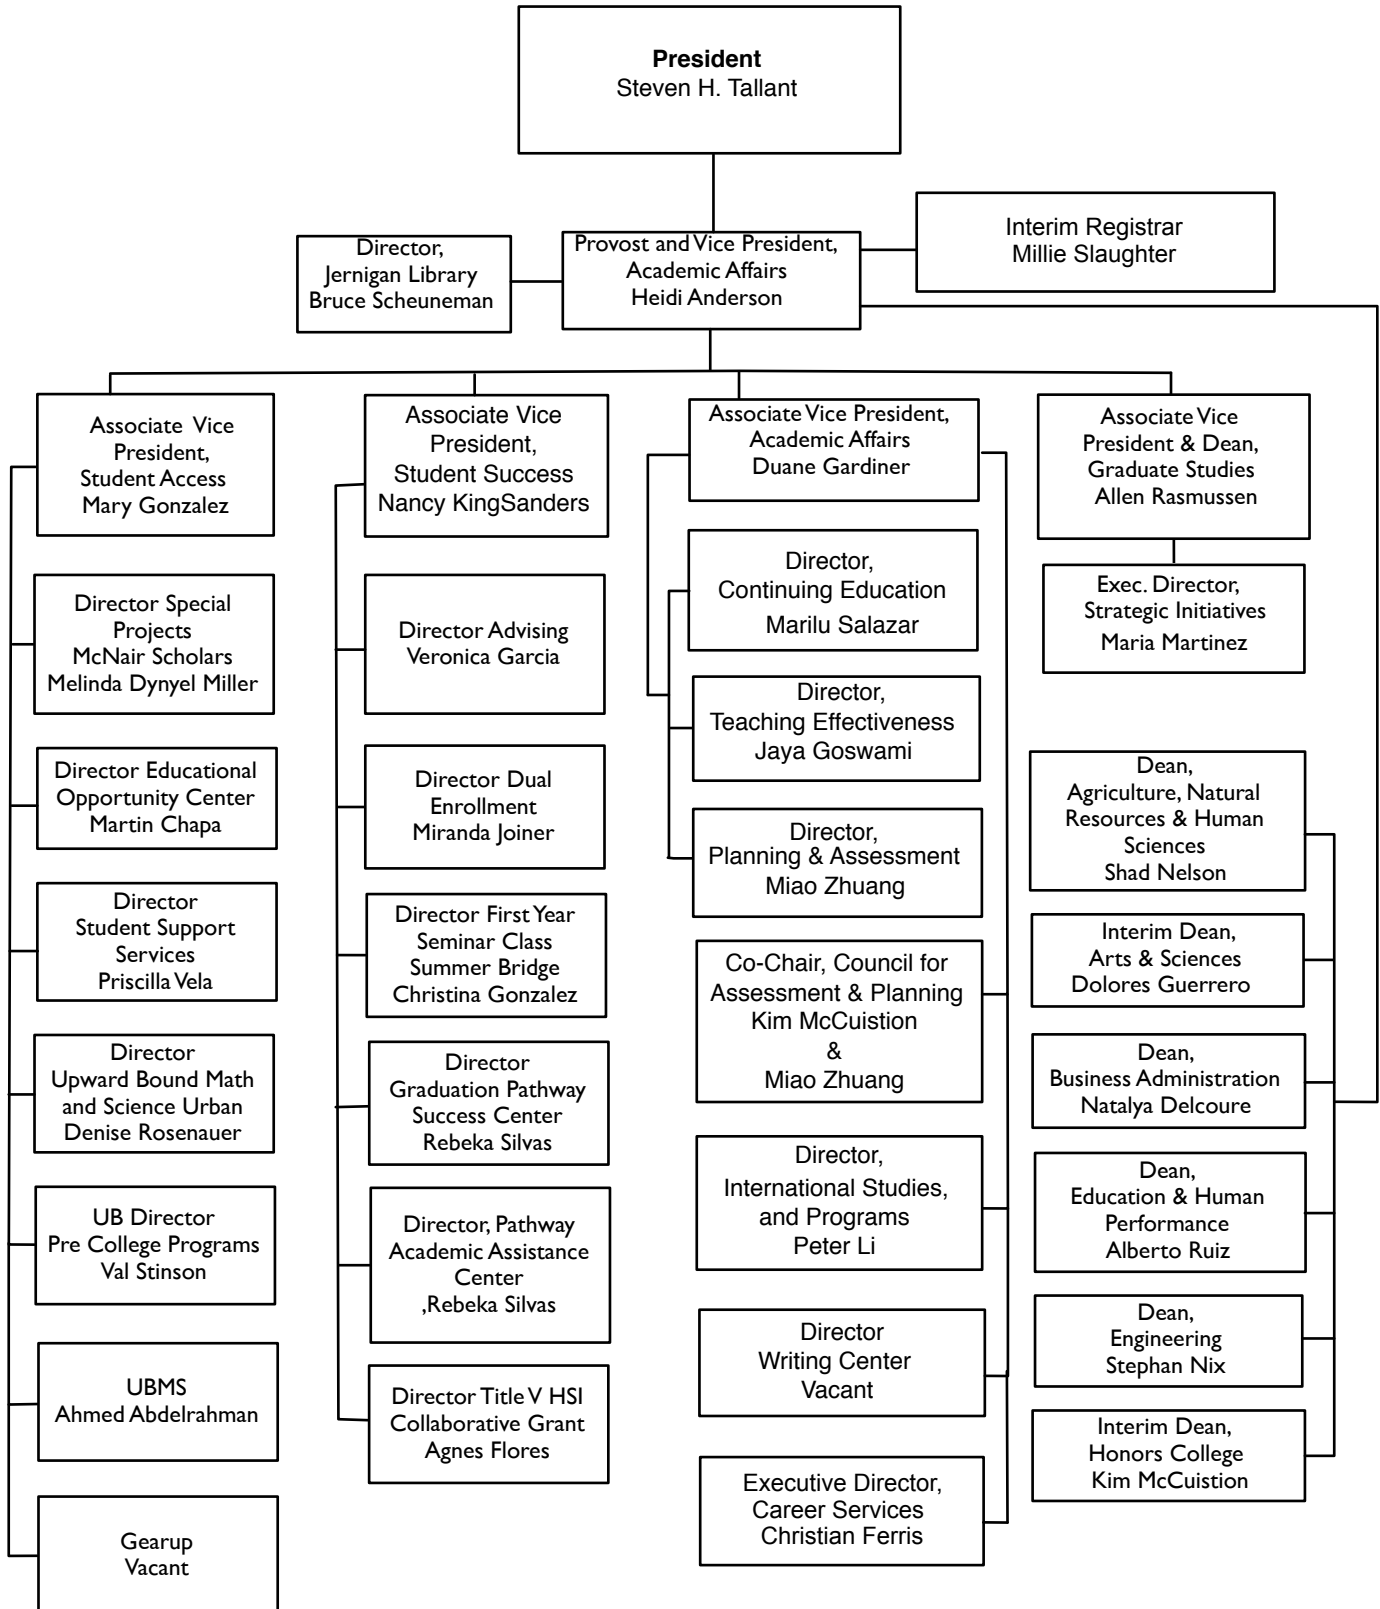 President
Steven H. Tallant
Interim Registrar
Millie Slaughter
Director,
Jernigan Library
Bruce Scheuneman
Provost and Vice President,
Academic Affairs
Heidi Anderson
Associate Vice
President,
Student Access
Mary Gonzalez
Director Special
Projects
McNair Scholars
Melinda Dynyel Miller
Director Educational
Opportunity Center
Martin Chapa
Director
Student Support
Services
Priscilla Vela
Director
Upward Bound Math
and Science Urban
Denise Rosenauer
UB Director
Pre College Programs
Val Stinson
UBMS
Ahmed Abdelrahman
Gearup
Vacant
Associate Vice
President,
Student Success
Nancy KingSanders
Director Advising
Veronica Garcia
Director Dual
Enrollment
Miranda Joiner
Director First Year
Seminar Class
Summer Bridge
Christina Gonzalez
Director
Graduation Pathway
Success Center
Rebeka Silvas
Director, Pathway
Academic Assistance
Center
,Rebeka Silvas
Director Title V HSI
Collaborative Grant
Agnes Flores
Associate Vice President,
Academic Affairs
Duane Gardiner
Director,
Continuing Education
Marilu Salazar
Director,
Teaching Effectiveness
Jaya Goswami
Director,
Planning & Assessment
Miao Zhuang
Co-Chair, Council for
Assessment & Planning
Kim McCuistion
&
Miao Zhuang
Director,
International Studies,
and Programs
Peter Li
Director
Writing Center
Vacant
Executive Director,
Career Services
Christian Ferris
Associate Vice
President & Dean,
Graduate Studies
Allen Rasmussen
Exec. Director,
Strategic Initiatives
Maria Martinez
Dean,
Agriculture, Natural
Resources & Human
Sciences
Shad Nelson
Interim Dean,
Arts & Sciences
Dolores Guerrero
Dean,
Business Administration
Natalya Delcoure
Dean,
Education & Human
Performance
Alberto Ruiz
Dean,
Engineering
Stephan Nix
Interim Dean,
Honors College
Kim McCuistion